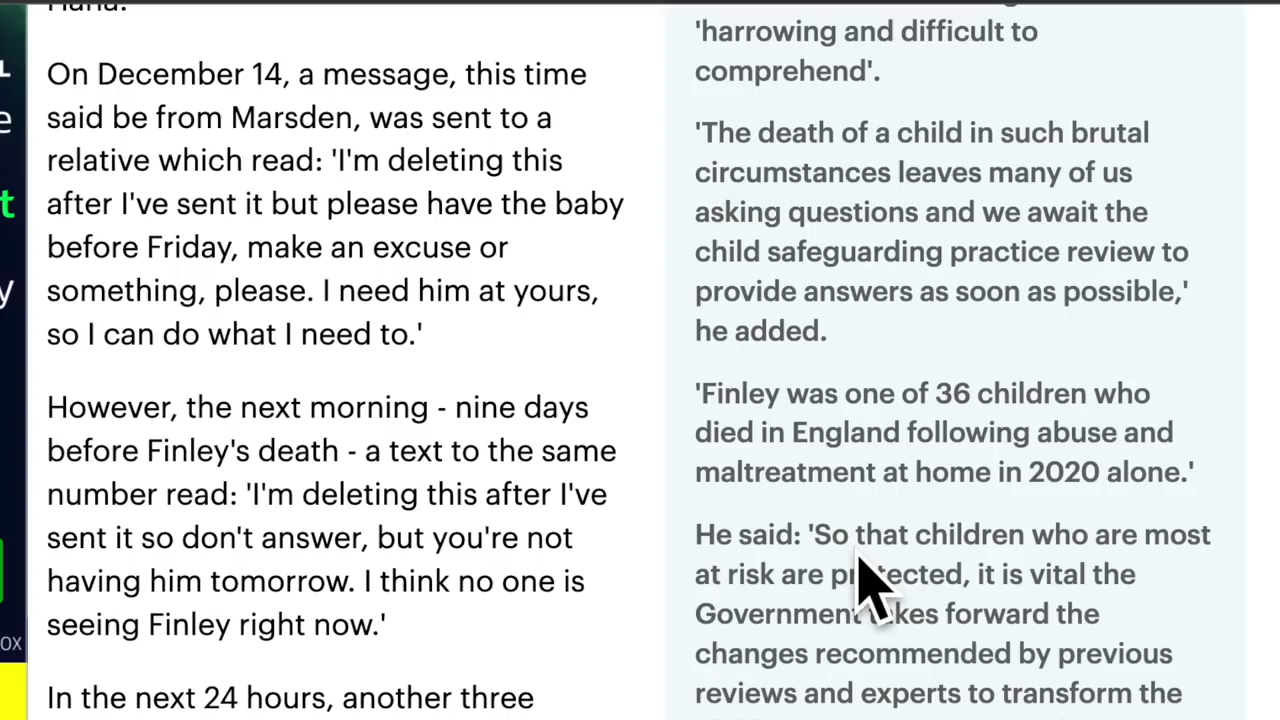 On December 14, a message, this time
said be from Marsden, was sent to a
relative which read: 'I'm deleting this
after I've sent it but please have the baby
before Friday, make an excuse or
something, please. I need him at yours,
so I can do what I need to.'
However, the next morning - nine days
before Finley's death - a text to the same
number read: 'I'm deleting this after I've
sent it so don't answer, but you're not
having him tomorrow. I think no one is
seeing Finley right now.'
In the next 24 hours, another three
'harrowing and difficult to
comprehend'.
'The death of a child in such brutal
circumstances leaves many of us
asking questions and we await the
child safeguarding practice review to
provide answers as soon as possible,'
he added.
'Finley was one of 36 children who
died in England following abuse and
maltreatment at home in 2020 alone.'
He said: 'So that children who are most
at risk are protected, it is vital the
Government takes forward the
changes recommended by previous
reviews and experts to transform the